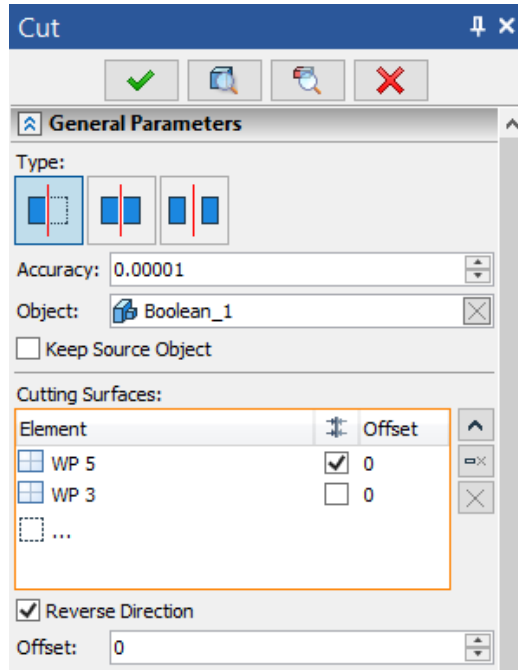 Cut
General Parameters
Type:
Accuracy: 0.00001
Object: Boolean_1
Keep Source Object
Cutting Surfaces:
Element Offset
WP 5 0
WP 3 0
...
Reverse Direction
Offset: 0